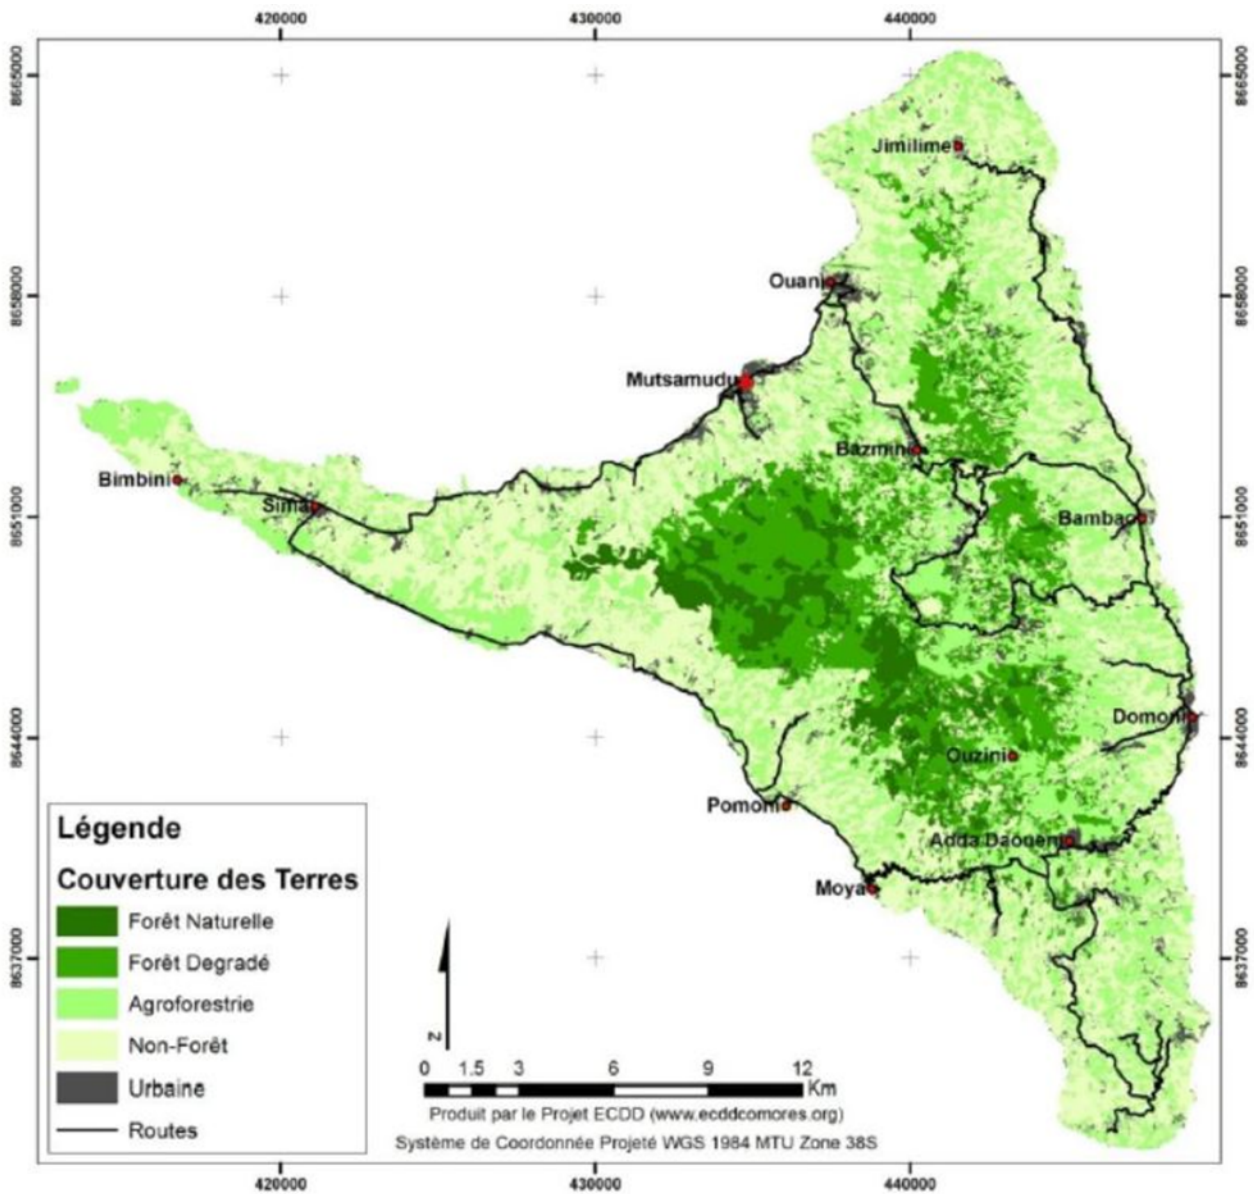 420000 430000 440000
8665000 8665000
Jimilime
Ouani
8658000 8658000
Mutsamudu
Bazmini
Bimbini
Sima
8651000 8651000
Bambao
Domoni
8644000 8644000
Ouzini
Pomoni
Adda Daoueni
Moya
8637000 8637000
Légende
Couverture des Terres
Forêt Naturelle
Forêt Degradé
Agroforestrie
Non-Forêt
Urbaine
Routes
N
0 1.5 3 6 9 12
Km
Produit par le Projet ECDD (www.ecddcomores.org)
Système de Coordonnée Projeté WGS 1984 MTU Zone 38S
420000 430000 440000